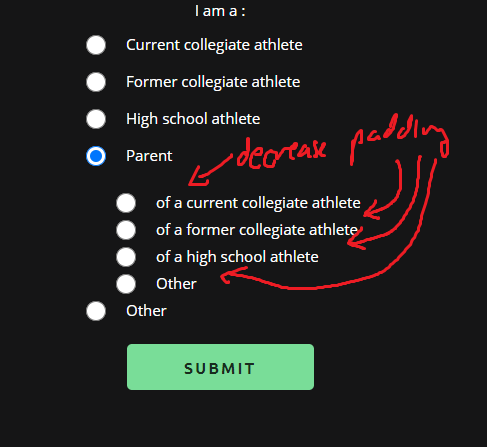 I am a :
Current collegiate athlete
Former collegiate athlete
High school athlete
Parent
decrease padding
of a current collegiate athlete
of a former collegiate athlete
of a high school athlete
Other
Other
SUBMIT